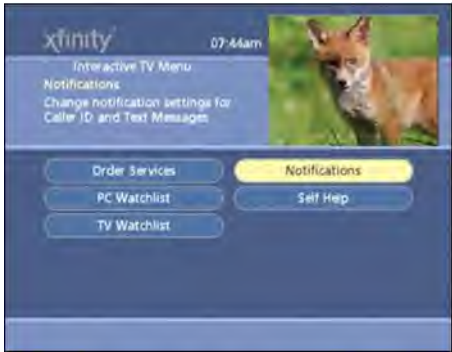 xfinity
07:44am
Interactive TV Menu
Notifications
Change notification settings for
Caller ID and Text Messages
Order Services
Notifications
PC Watchlist
Self Help
TV Watchlist